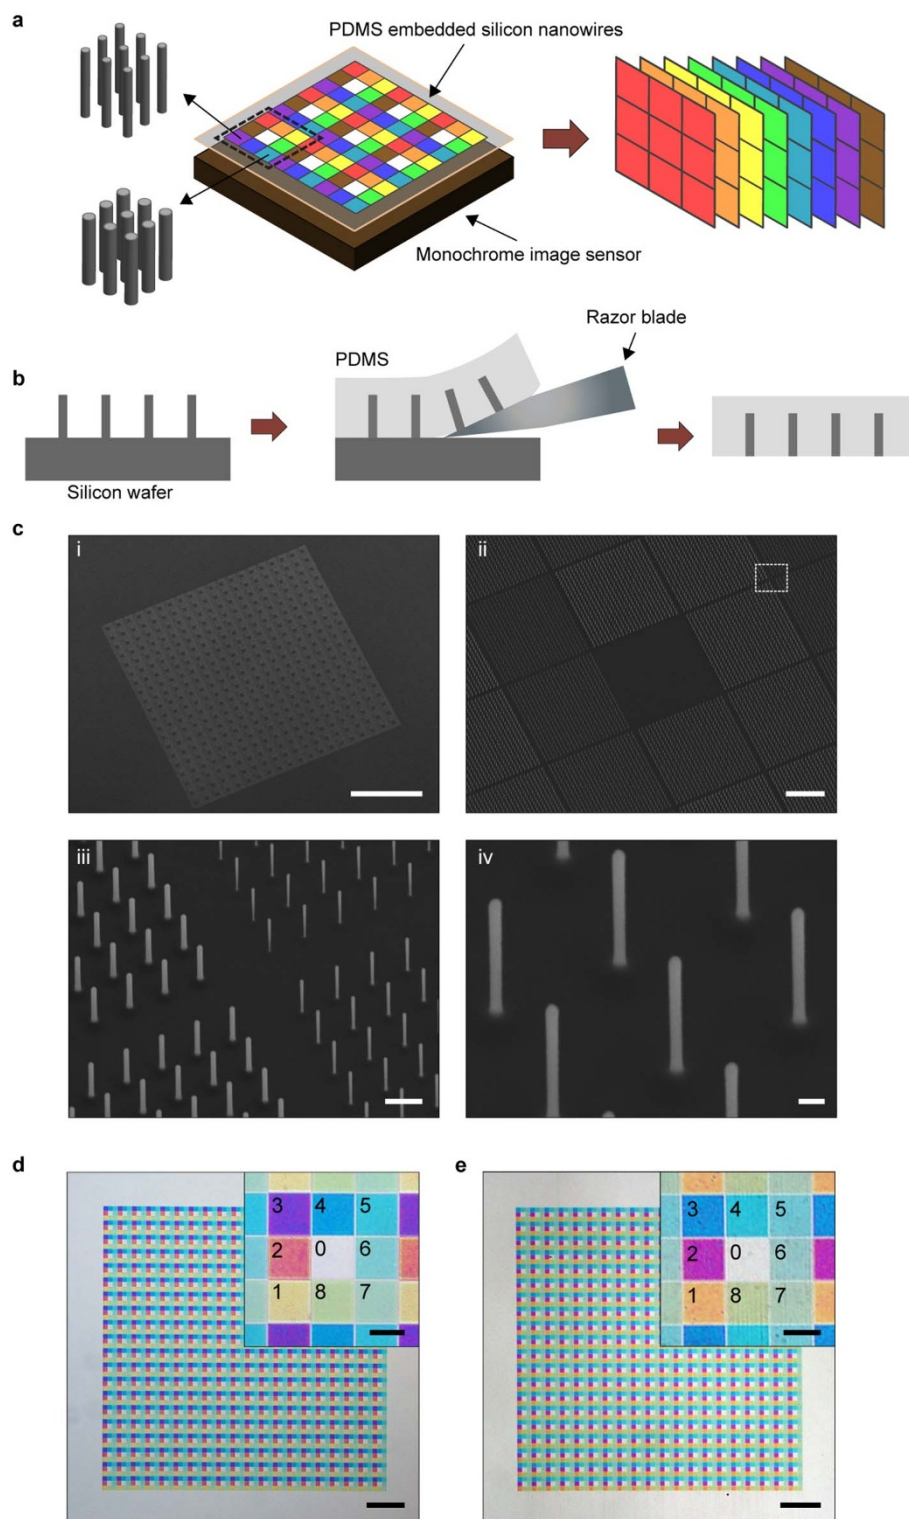 a
PDMS embedded silicon nanowires
Monochrome image sensor
Razor blade
b
PDMS
Silicon wafer
c
i
ii
iii
iv
d
3 4 5
2 0 6
1 8 7
e
3 4 5
2 0 6
1 8 7